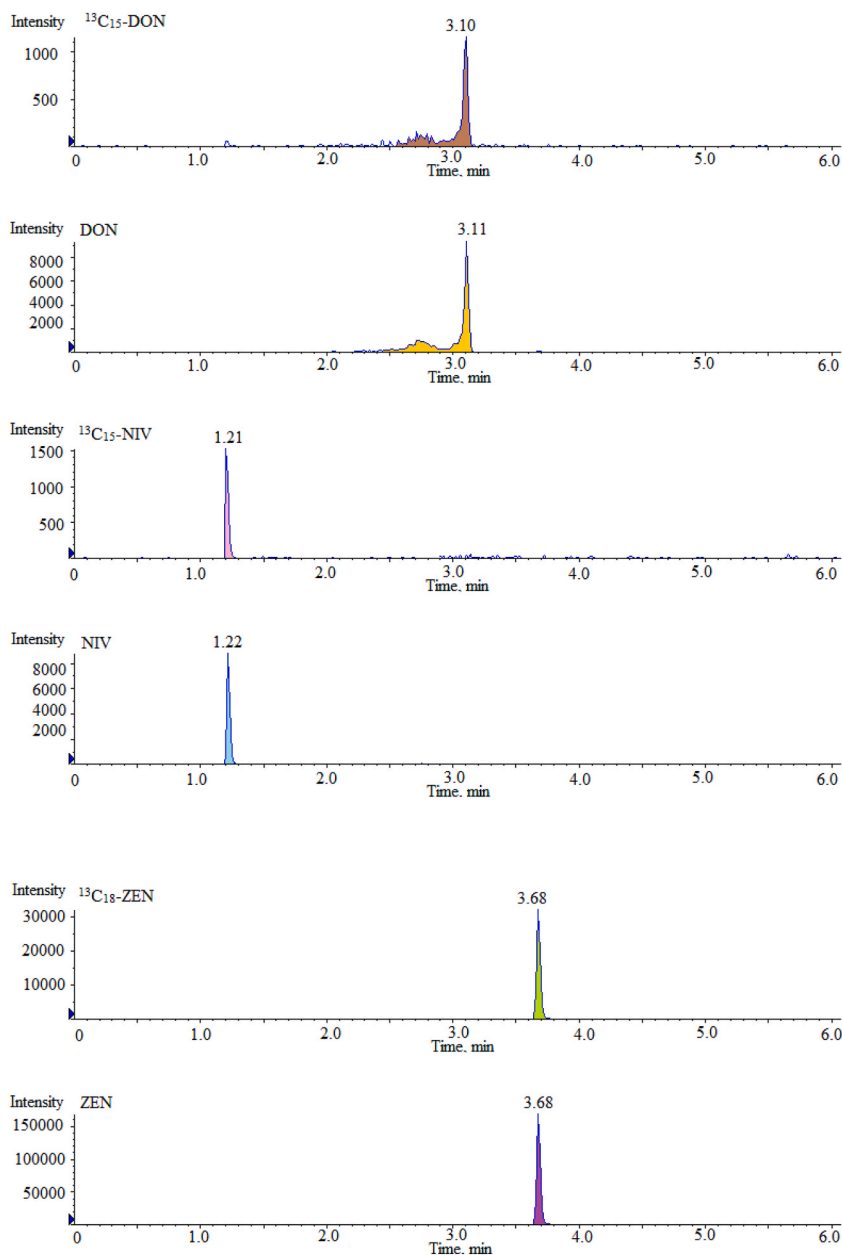 Intensity ¹³C₁₅-DON
3.10
1000
500
0 1.0 2.0 3.0 4.0 5.0 6.0
Time, min
Intensity DON
3.11
8000
6000
4000
2000
0 1.0 2.0 3.0 4.0 5.0 6.0
Time, min
Intensity ¹³C₁₅-NIV
1.21
1500
1000
500
0 1.0 2.0 3.0 4.0 5.0 6.0
Time, min
Intensity NIV
1.22
8000
6000
4000
2000
0 1.0 2.0 3.0 4.0 5.0 6.0
Time, min
Intensity ¹³C₁₈-ZEN
3.68
30000
20000
10000
0 1.0 2.0 3.0 4.0 5.0 6.0
Time, min
Intensity ZEN
3.68
150000
100000
50000
0 1.0 2.0 3.0 4.0 5.0 6.0
Time, min